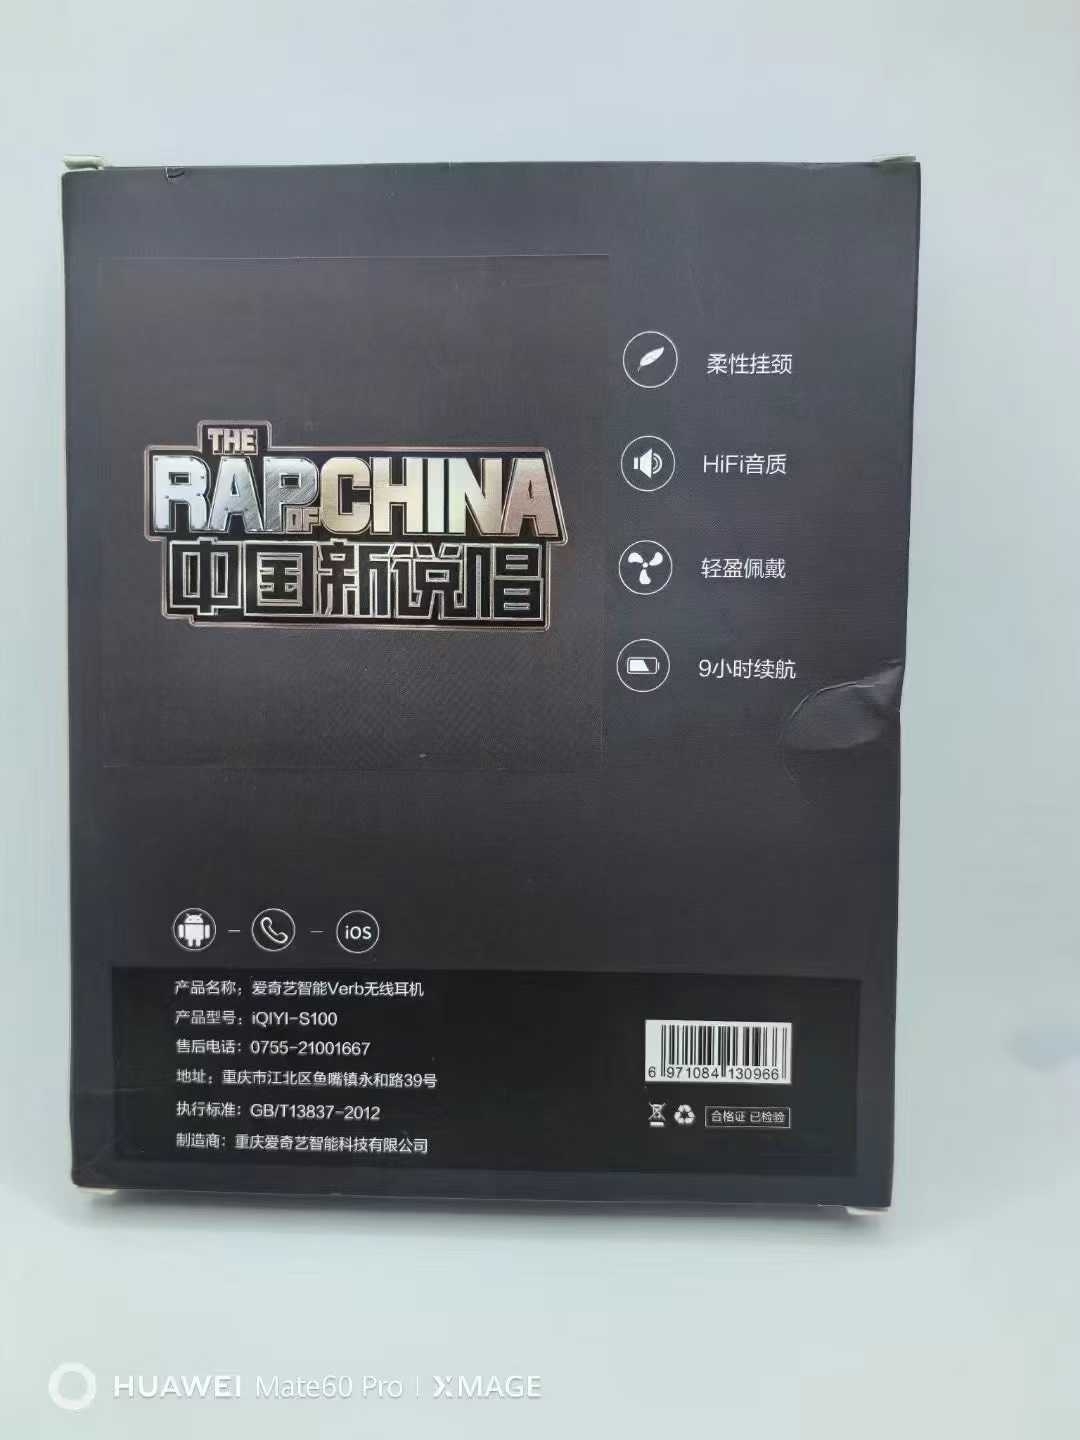 THE
RAP OF CHINA
中国新说唱
柔性挂颈
HiFi音质
轻盈佩戴
9小时续航
iOS
产品名称：爱奇艺智能Verb无线耳机
产品型号：iQIYI-S100
售后电话：0755-21001667
地址：重庆市江北区鱼嘴镇永和路39号
执行标准：GB/T13837-2012
制造商：重庆爱奇艺智能科技有限公司
6 971084 130966
合格证 已检验
HUAWEI Mate60 Pro | XMAGE